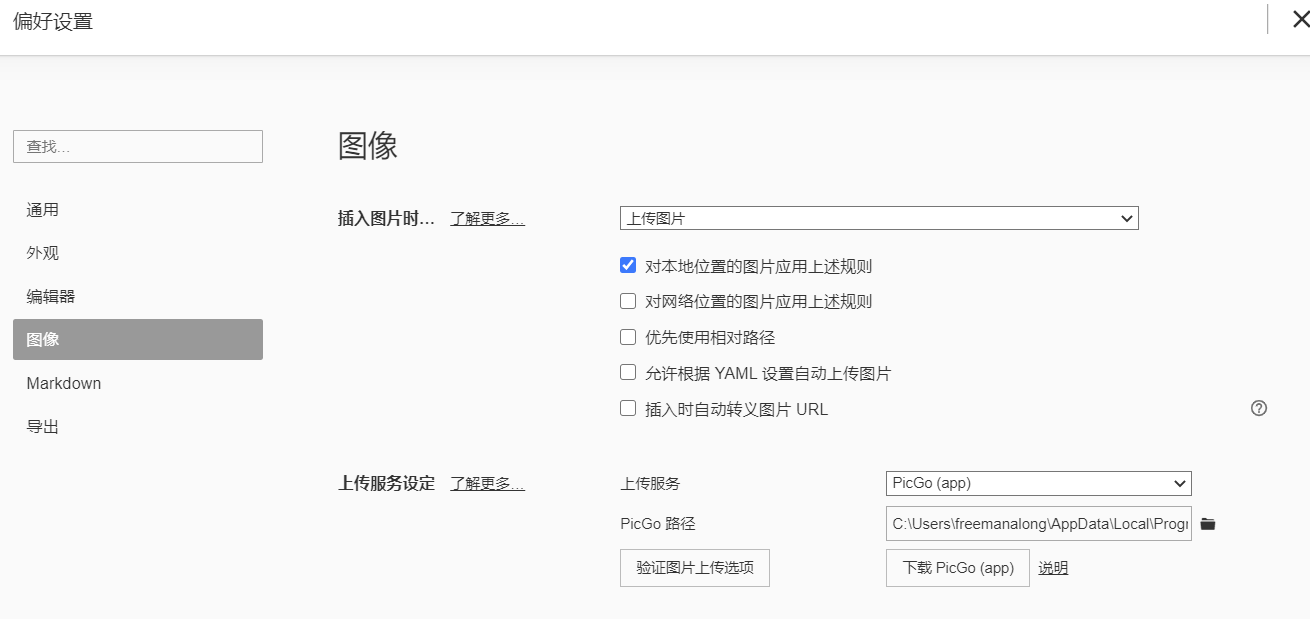 偏好设置
查找...
通用
外观
编辑器
图像
Markdown
导出
图像
插入图片时... 了解更多... 上传图片
对本地位置的图片应用上述规则
对网络位置的图片应用上述规则
优先使用相对路径
允许根据 YAML 设置自动上传图片
插入时自动转义图片 URL
上传服务设定 了解更多... 上传服务 PicGo (app)
PicGo 路径 C:\Users\freemanalong\AppData\Local\Progr
验证图片上传选项 下载 PicGo (app) 说明